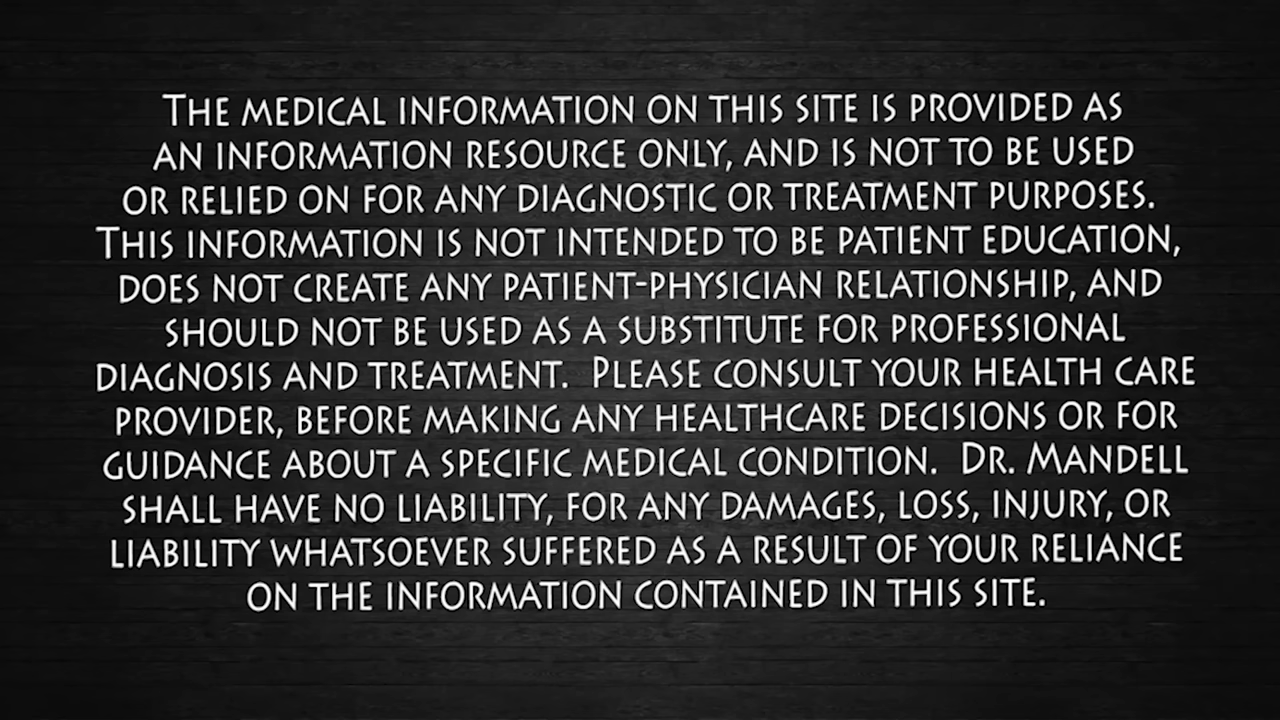 The medical information on this site is provided as
an information resource only, and is not to be used
or relied on for any diagnostic or treatment purposes.
This information is not intended to be patient education,
does not create any patient-physician relationship, and
should not be used as a substitute for professional
diagnosis and treatment.  Please consult your health care
provider, before making any healthcare decisions or for
guidance about a specific medical condition.  Dr. Mandell
shall have no liability, for any damages, loss, injury, or
liability whatsoever suffered as a result of your reliance
on the information contained in this site.